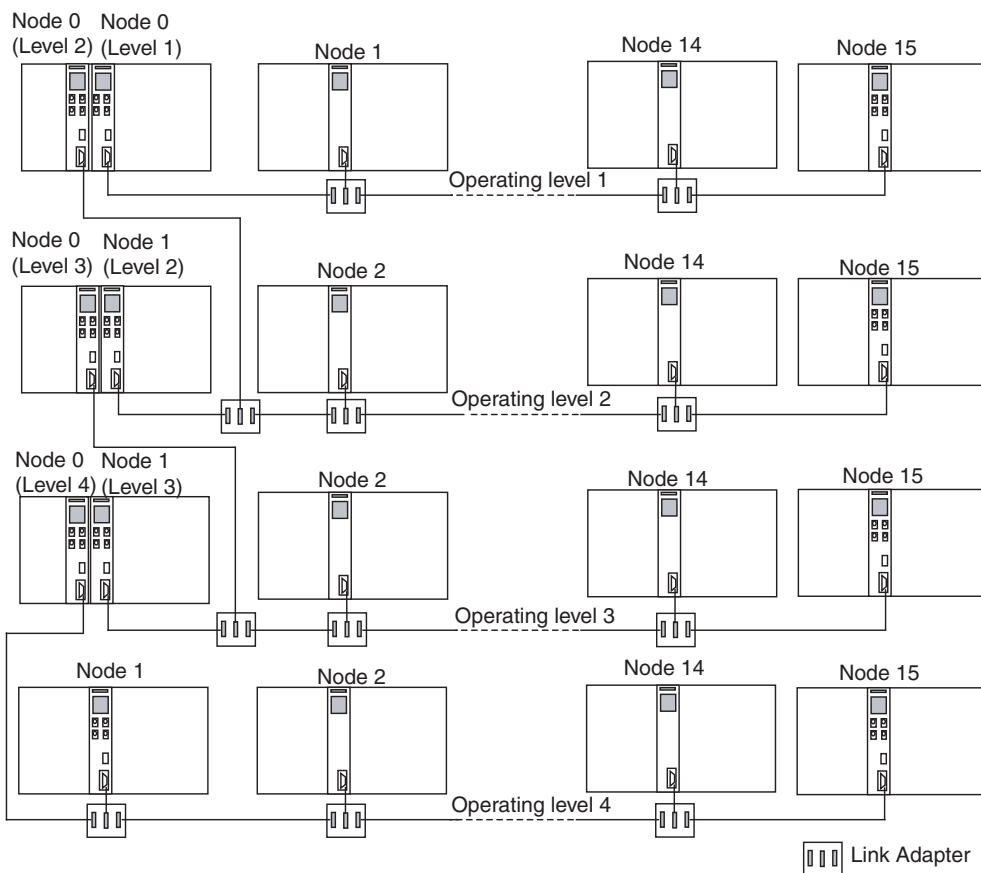 Node 0
(Level 2)
Node 0
(Level 1)
Node 1
Node 14
Node 15
Operating level 1
Node 0
(Level 3)
Node 1
(Level 2)
Node 2
Node 14
Node 15
Operating level 2
Node 0
(Level 4)
Node 1
(Level 3)
Node 2
Node 14
Node 15
Operating level 3
Node 1
Node 2
Node 14
Node 15
Operating level 4
Link Adapter